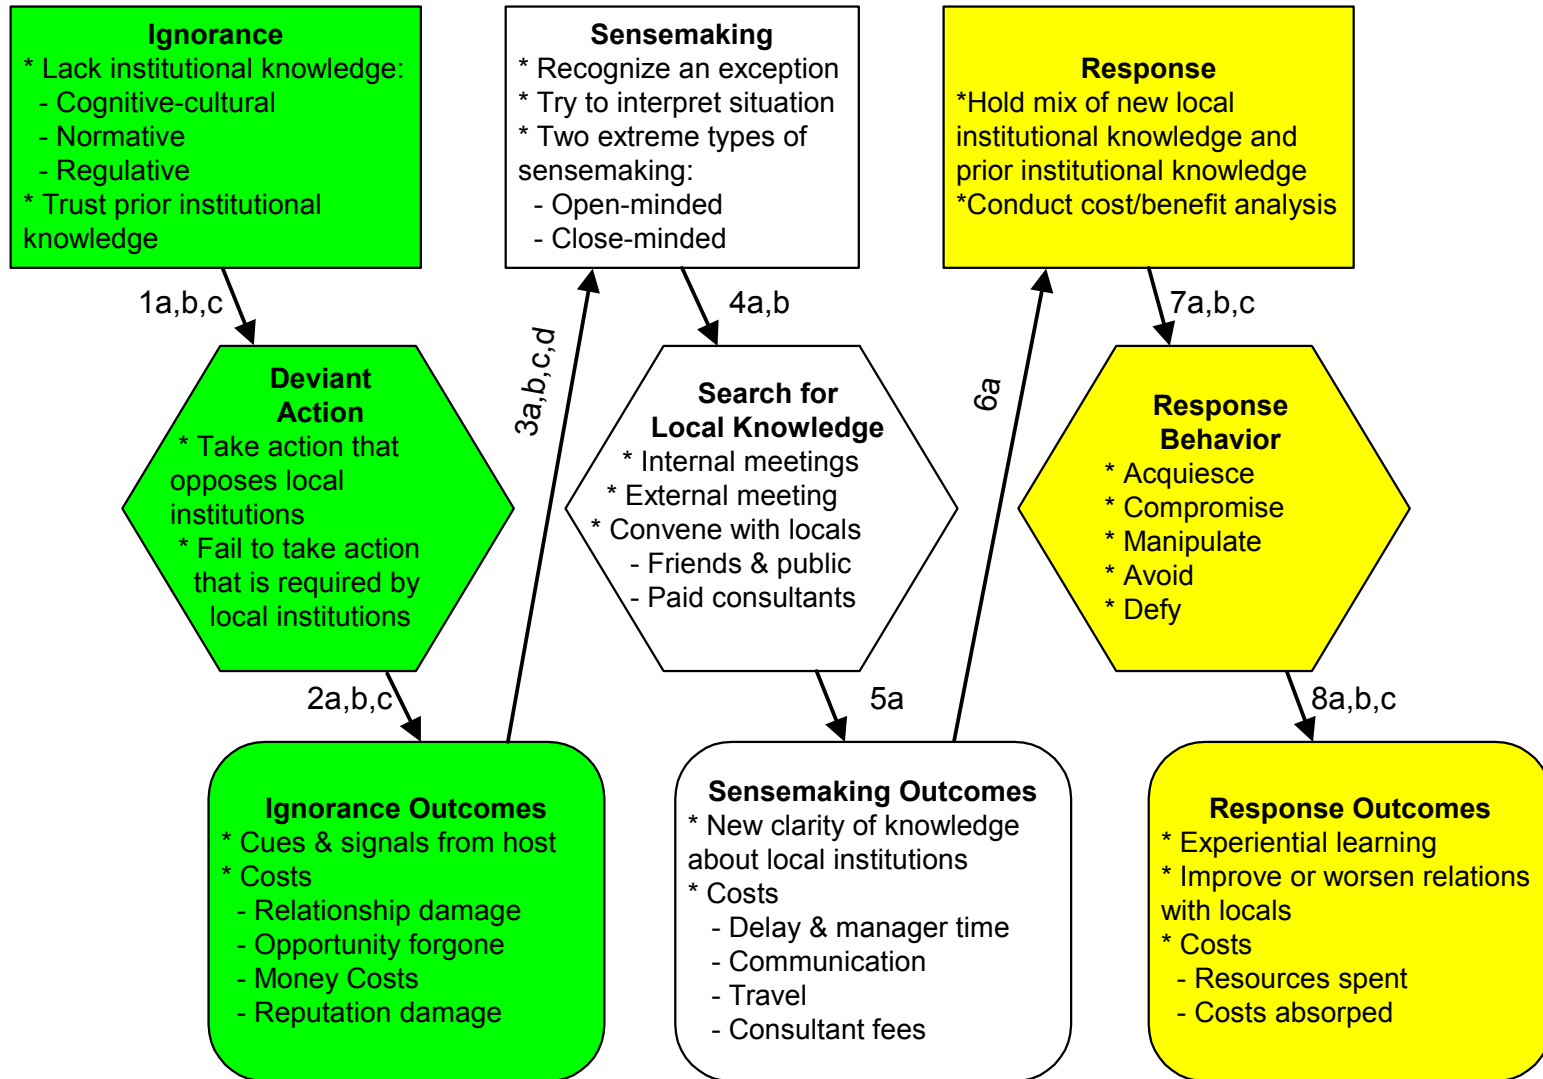 Ignorance
* Lack institutional knowledge:
- Cognitive-cultural
- Normative
- Regulative
* Trust prior institutional
knowledge
1a,b,c
Deviant
Action
* Take action that
opposes local
institutions
* Fail to take action
that is required by
local institutions
2a,b,c
Ignorance Outcomes
* Cues & signals from host
* Costs
- Relationship damage
- Opportunity forgone
- Money Costs
- Reputation damage
3a,b,c,d
Sensemaking
* Recognize an exception
* Try to interpret situation
* Two extreme types of
sensemaking:
- Open-minded
- Close-minded
4a,b
Search for
Local Knowledge
* Internal meetings
* External meeting
* Convene with locals
- Friends & public
- Paid consultants
5a
Sensemaking Outcomes
* New clarity of knowledge
about local institutions
* Costs
- Delay & manager time
- Communication
- Travel
- Consultant fees
6a
Response
*Hold mix of new local
institutional knowledge and
prior institutional knowledge
*Conduct cost/benefit analysis
7a,b,c
Response
Behavior
* Acquiesce
* Compromise
* Manipulate
* Avoid
* Defy
8a,b,c
Response Outcomes
* Experiential learning
* Improve or worsen relations
with locals
* Costs
- Resources spent
- Costs absorped